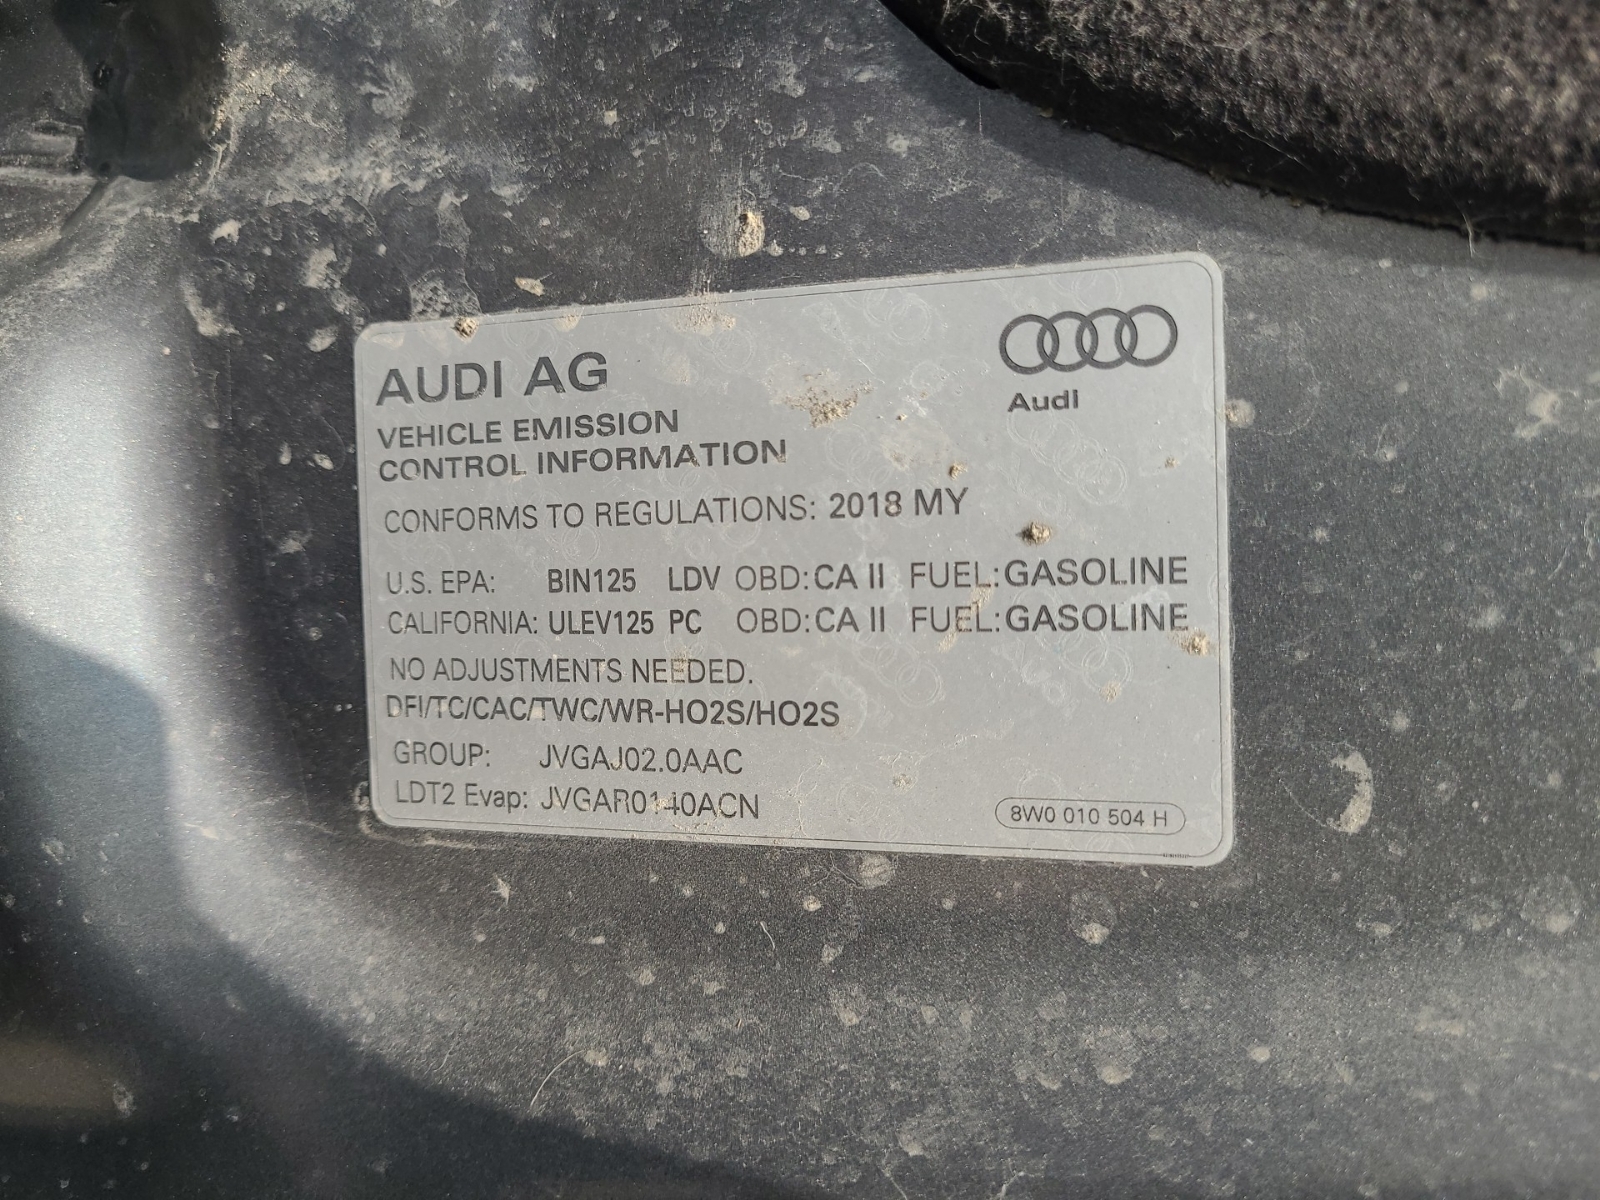 AUDI AG
Audi
VEHICLE EMISSION
CONTROL INFORMATION
CONFORMS TO REGULATIONS: 2018 MY
U.S. EPA: BIN125 LDV OBD:CA II FUEL:GASOLINE
CALIFORNIA: ULEV125 PC OBD:CA II FUEL:GASOLINE
NO ADJUSTMENTS NEEDED.
DFI/TC/CAC/TWC/WR-HO2S/HO2S
GROUP: JVGAJ02.0AAC
LDT2 Evap: JVGAR0140ACN
8W0 010 504 H